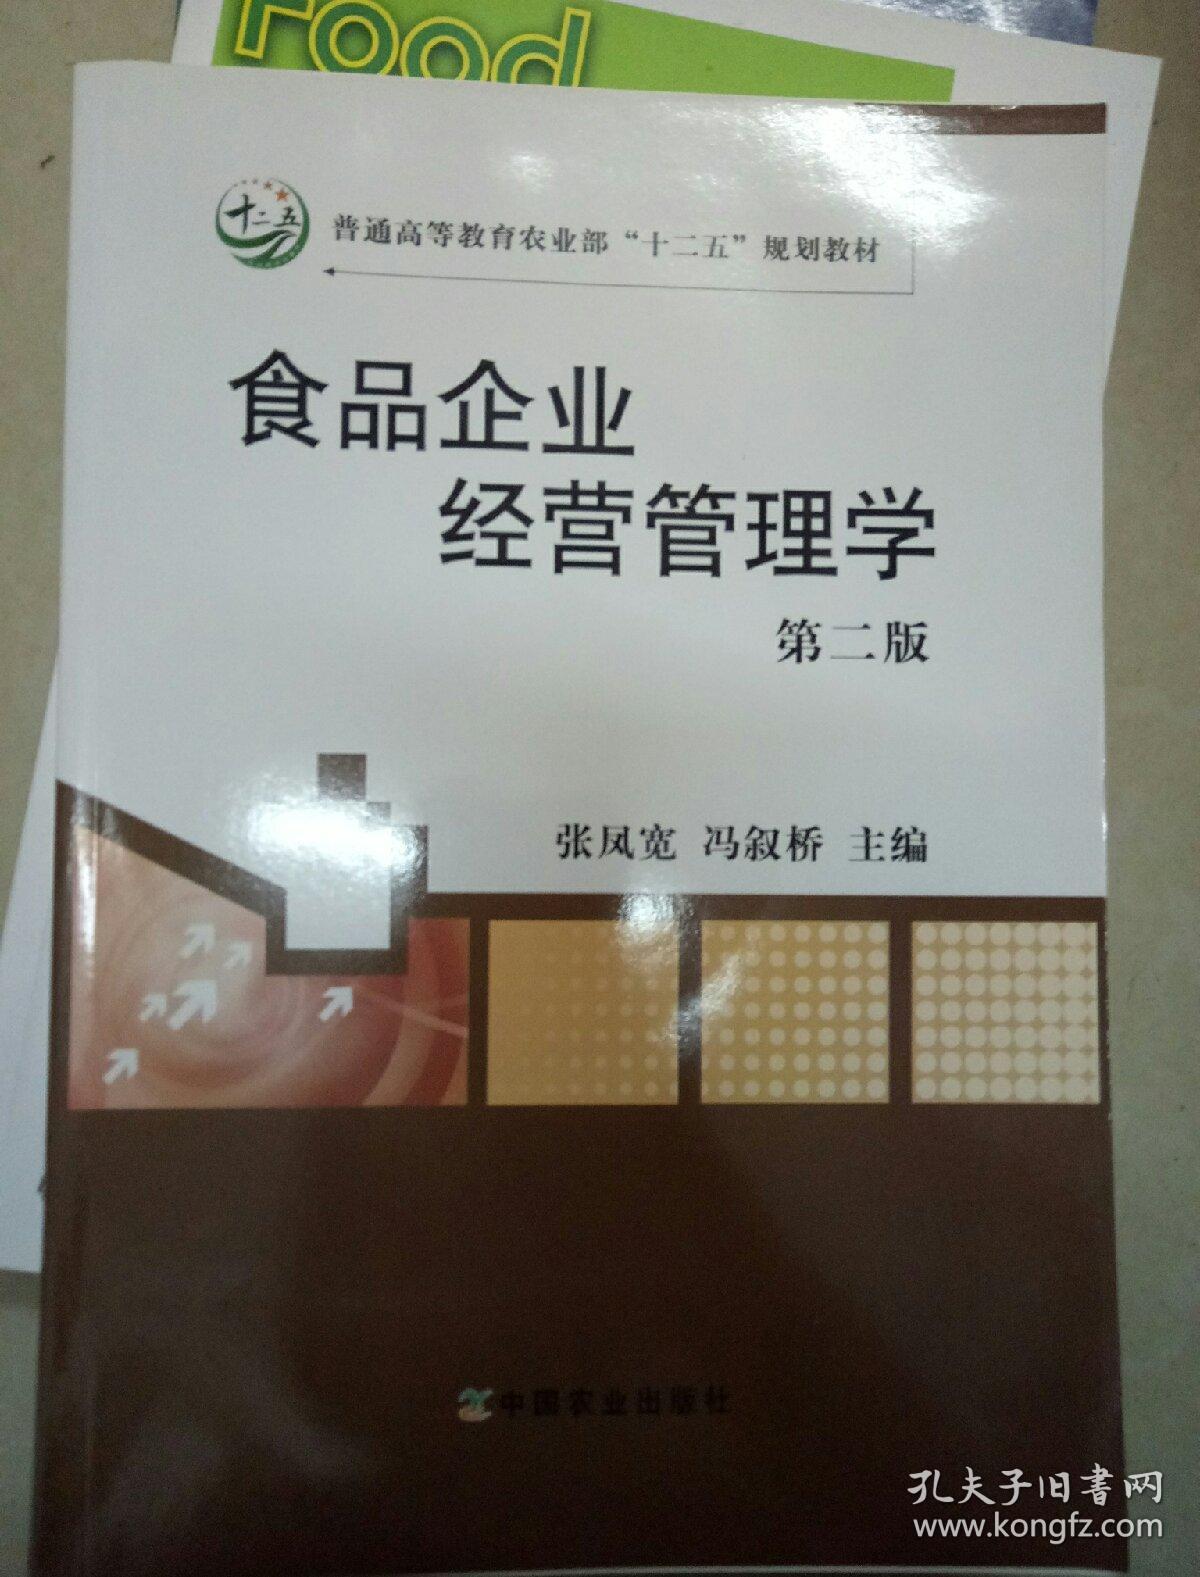 Food
十二五
普通高等教育农业部“十二五”规划教材
食品企业
经营管理学
第二版
张凤宽 冯叙桥 主编
中国农业出版社
孔夫子旧书网
www.kongfz.com